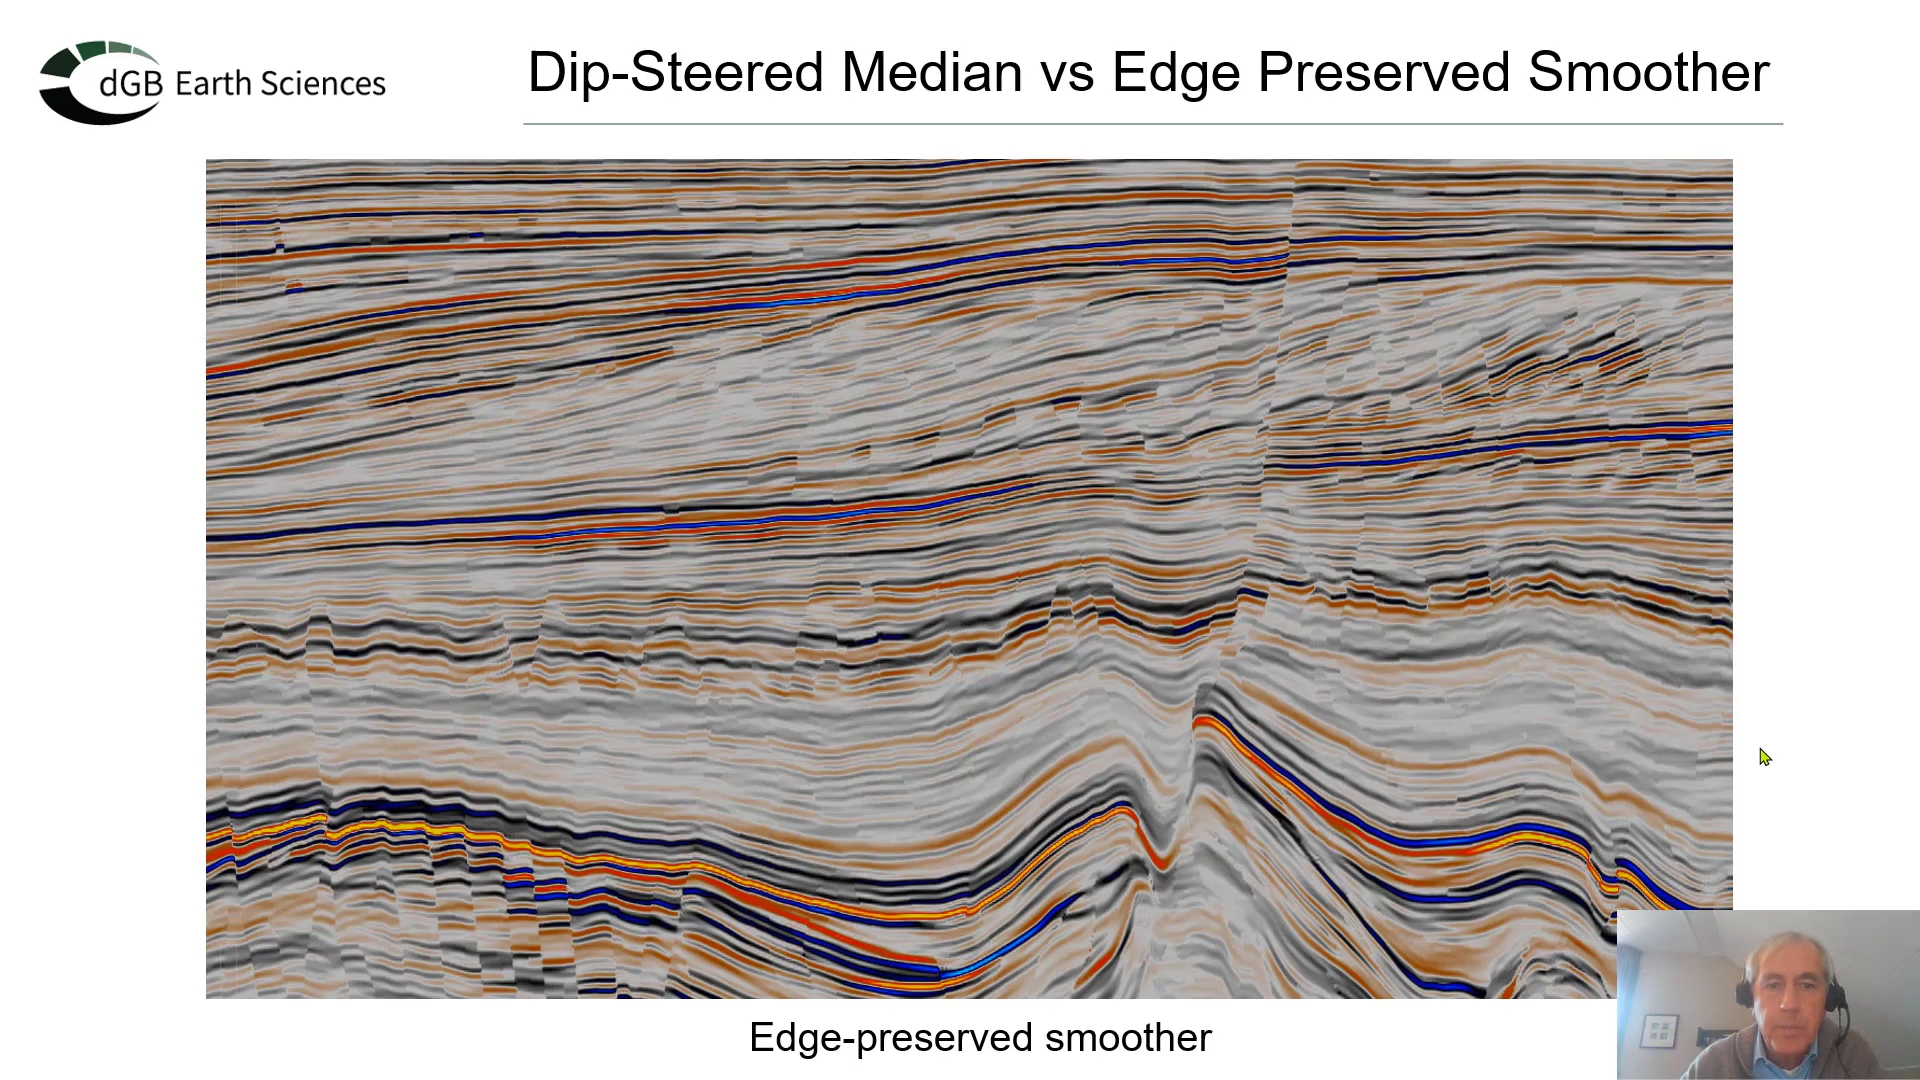 dGB Earth Sciences
Dip-Steered Median vs Edge Preserved Smoother
Edge-preserved smoother